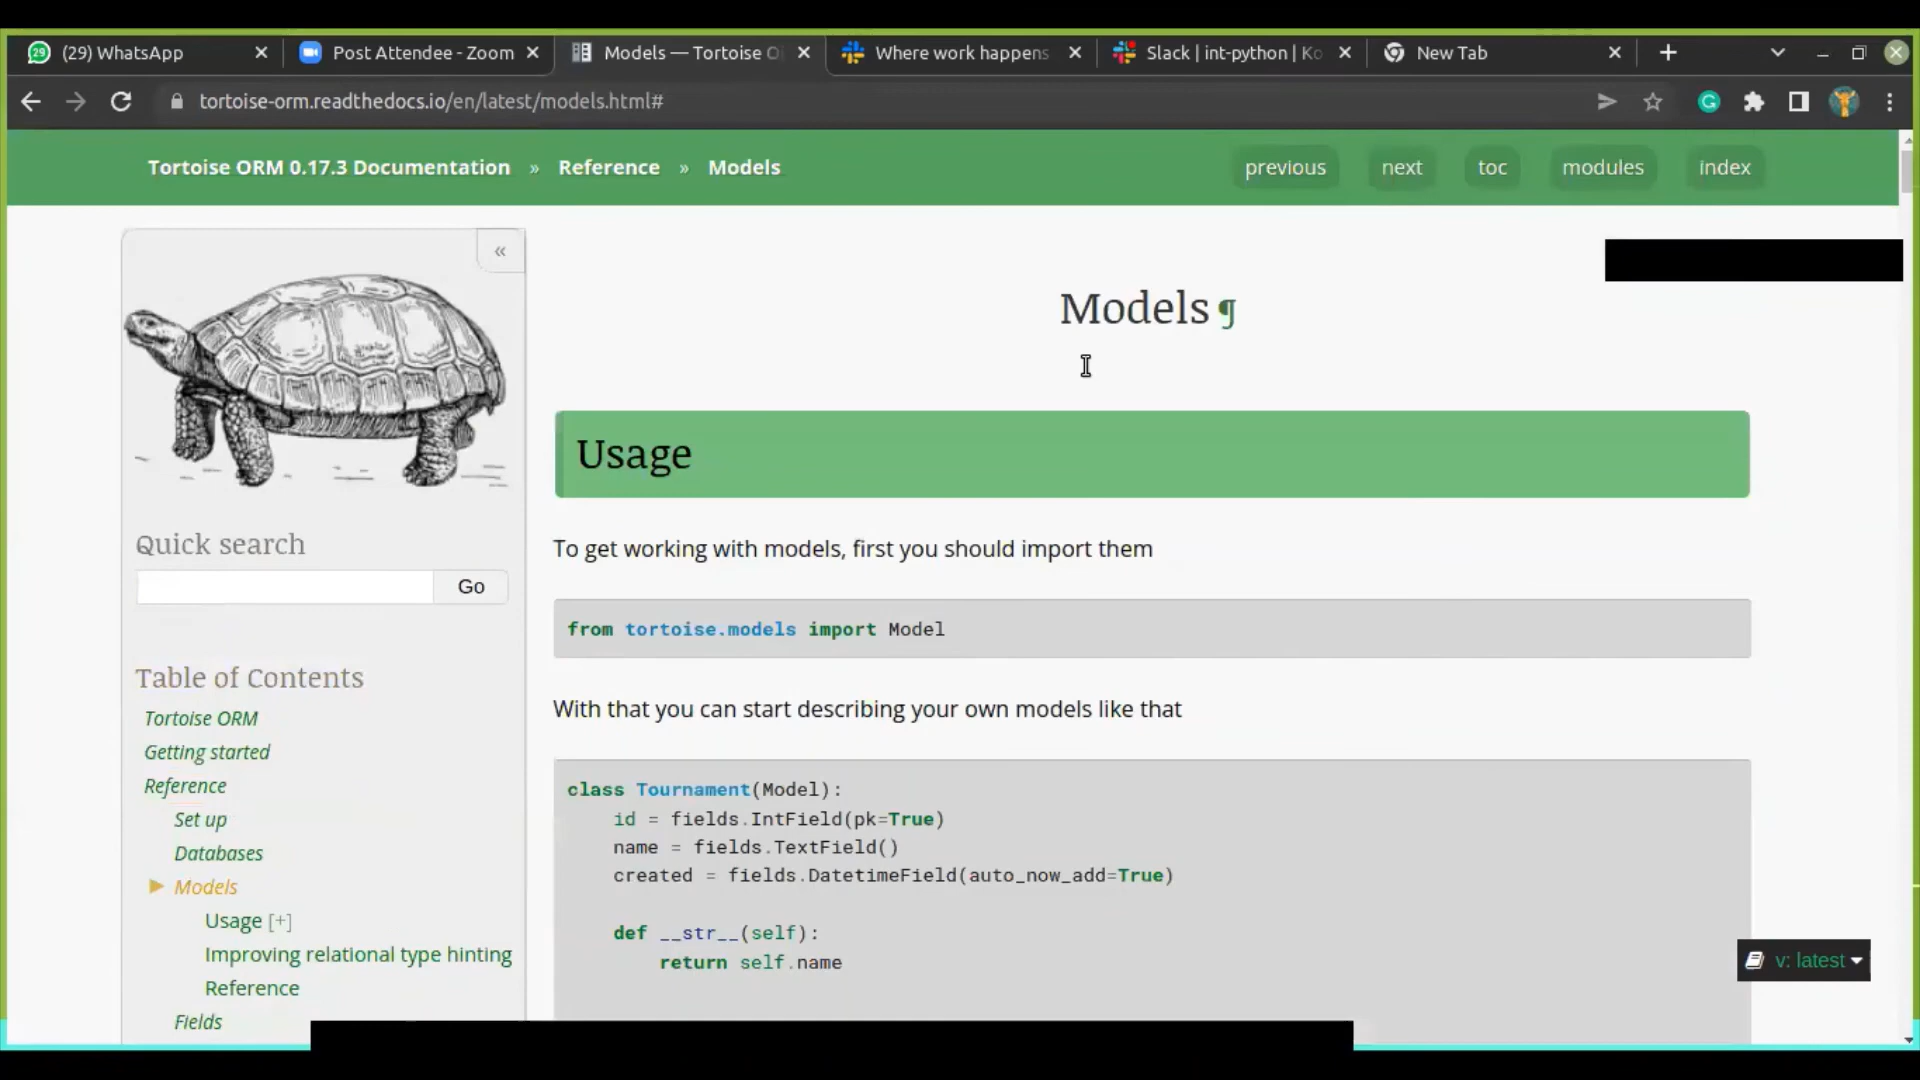 29
(29) WhatsApp
Post Attendee - Zoom
Models — Tortoise
Where work happens
Slack | int-python | Ko
New Tab
tortoise-orm.readthedocs.io/en/latest/models.html#
Tortoise ORM 0.17.3 Documentation » Reference » Models
previous
next
toc
modules
index
«
Quick search
Go
Table of Contents
Tortoise ORM
Getting started
Reference
Set up
Databases
Models
Usage [+]
Improving relational type hinting
Reference
Fields
Models ¶
Usage
To get working with models, first you should import them
from tortoise.models import Model
With that you can start describing your own models like that
class Tournament(Model):
id = fields.IntField(pk=True)
name = fields.TextField()
created = fields.DatetimeField(auto_now_add=True)
def __str__(self):
return self.name
v: latest